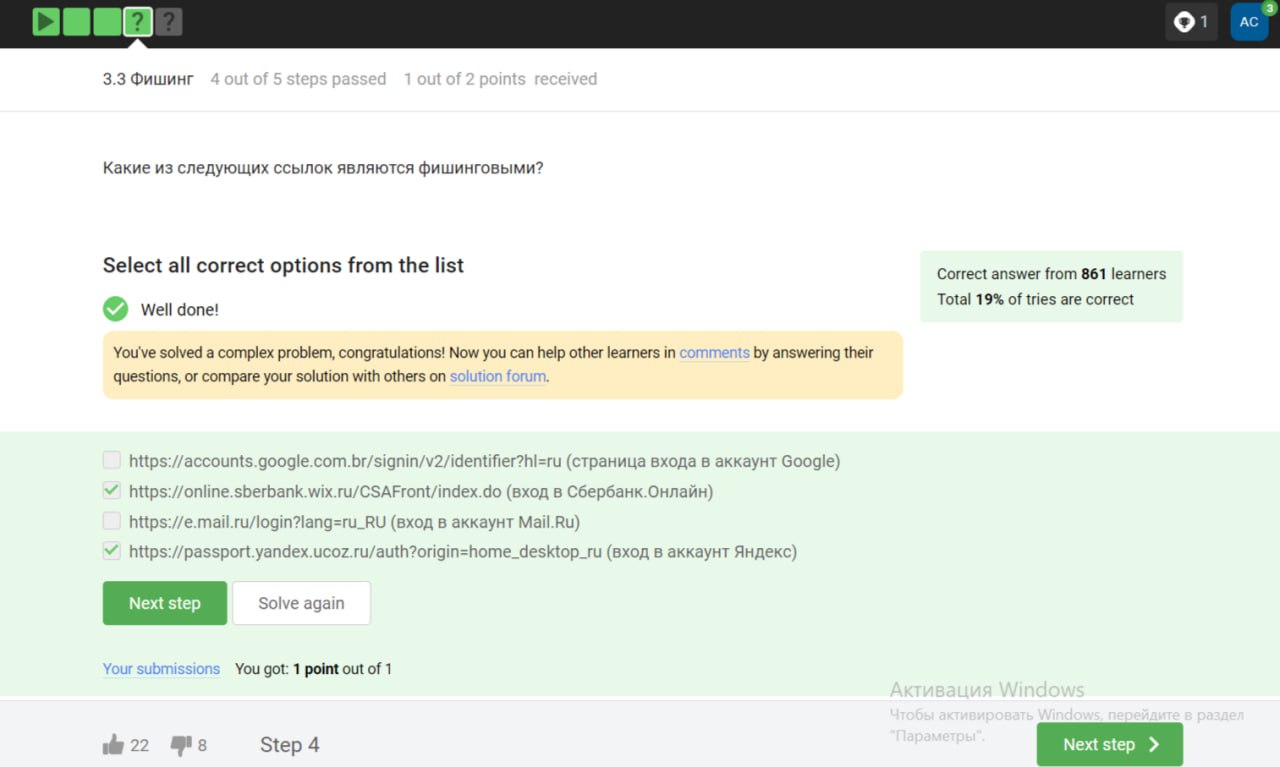 ? ? 1 AC 3
3.3 Фишинг 4 out of 5 steps passed 1 out of 2 points received
Какие из следующих ссылок являются фишинговыми?
Select all correct options from the list
Correct answer from 861 learners
Total 19% of tries are correct
Well done!
You've solved a complex problem, congratulations! Now you can help other learners in comments by answering their
questions, or compare your solution with others on solution forum.
https://accounts.google.com.br/signin/v2/identifier?hl=ru (страница входа в аккаунт Google)
https://online.sberbank.wix.ru/CSAFront/index.do (вход в Сбербанк.Онлайн)
https://e.mail.ru/login?lang=ru_RU (вход в аккаунт Mail.Ru)
https://passport.yandex.ucoz.ru/auth?origin=home_desktop_ru (вход в аккаунт Яндекс)
Next step Solve again
Your submissions You got: 1 point out of 1
Активация Windows
Чтобы активировать Windows, перейдите в раздел
"Параметры".
22 8 Step 4 Next step